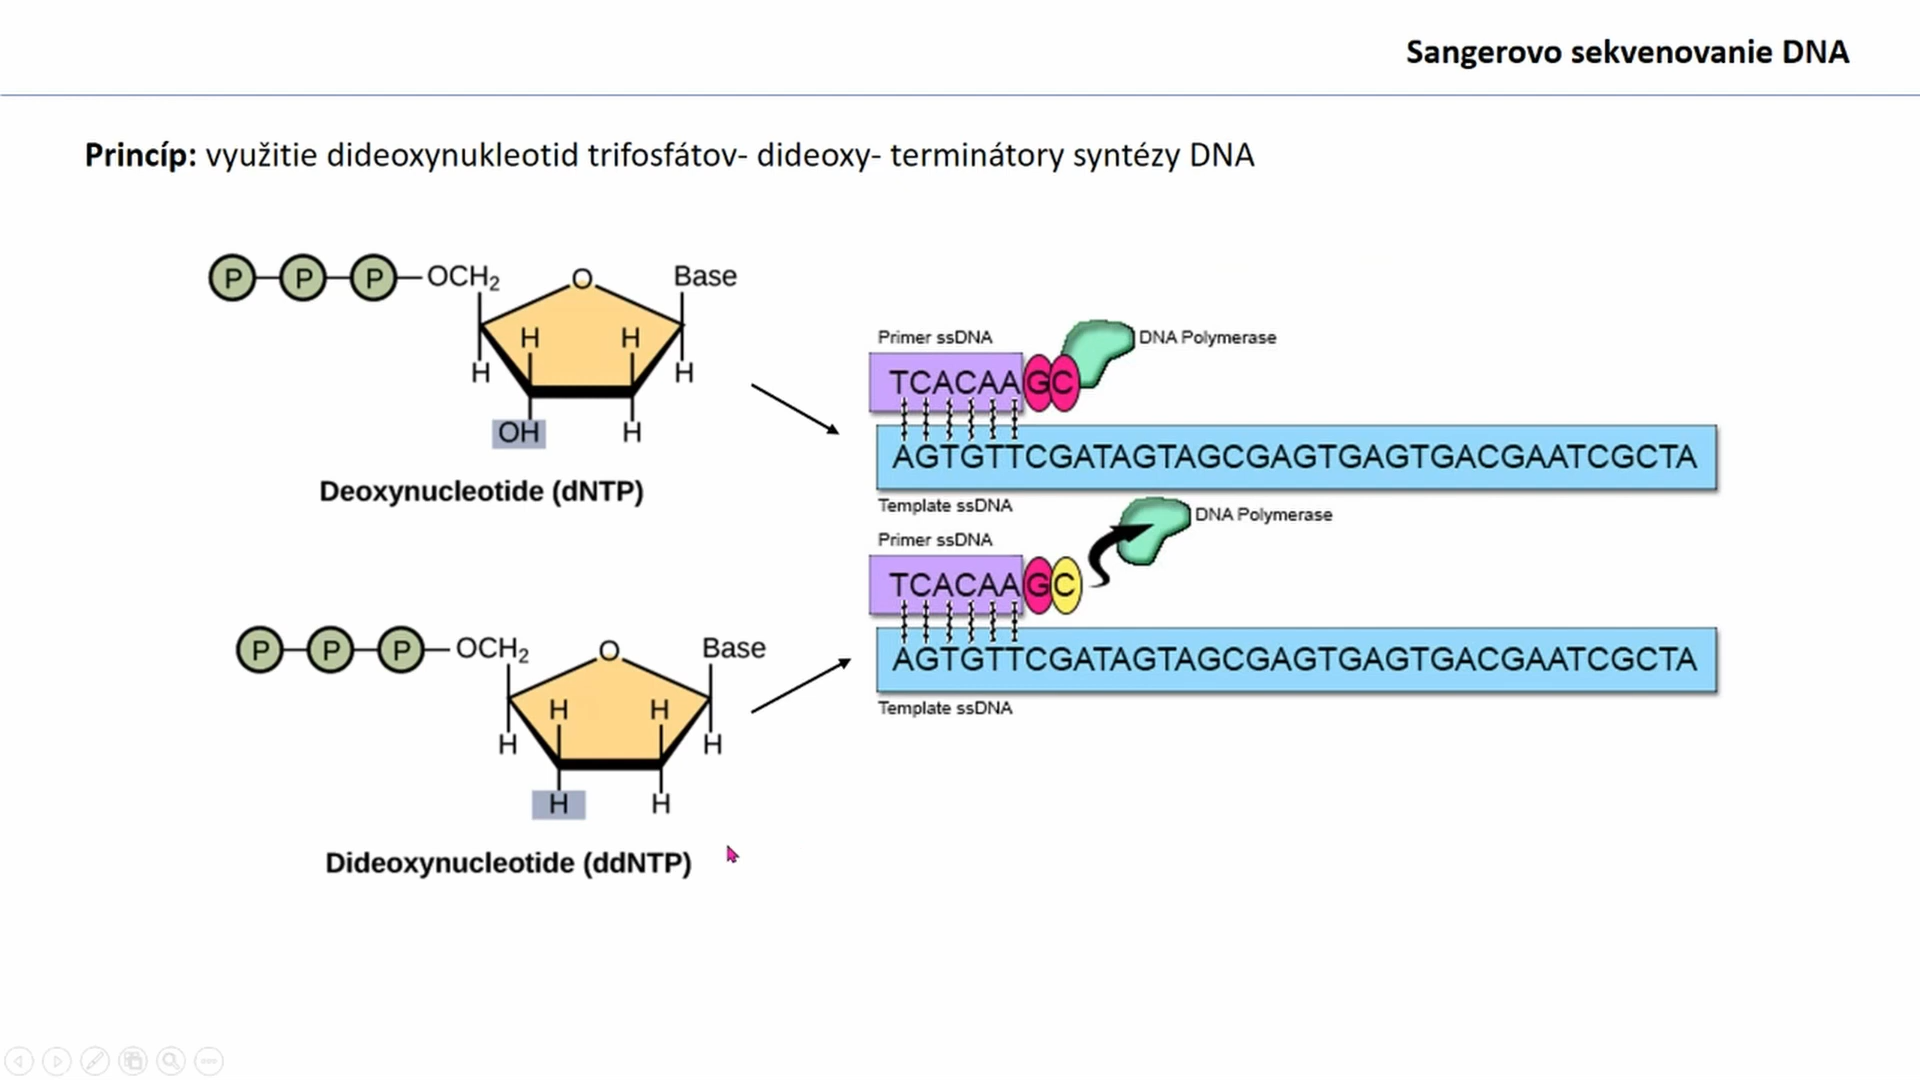 Sangerovo sekvenovanie DNA
Princíp: využitie dideoxynukleotid trifosfátov- dideoxy- terminátory syntézy DNA
P P P OCH2 O Base
H H
H H
OH H
Deoxynucleotide (dNTP)
Primer ssDNA DNA Polymerase
TCACAAGC
AGTGTTCGATAGTAGCGAGTGAGTGACGAATCGCTA
Template ssDNA
DNA Polymerase
Primer ssDNA
TCACAAGC
AGTGTTCGATAGTAGCGAGTGAGTGACGAATCGCTA
Template ssDNA
P P P OCH2 O Base
H H
H H
H H
Dideoxynucleotide (ddNTP)